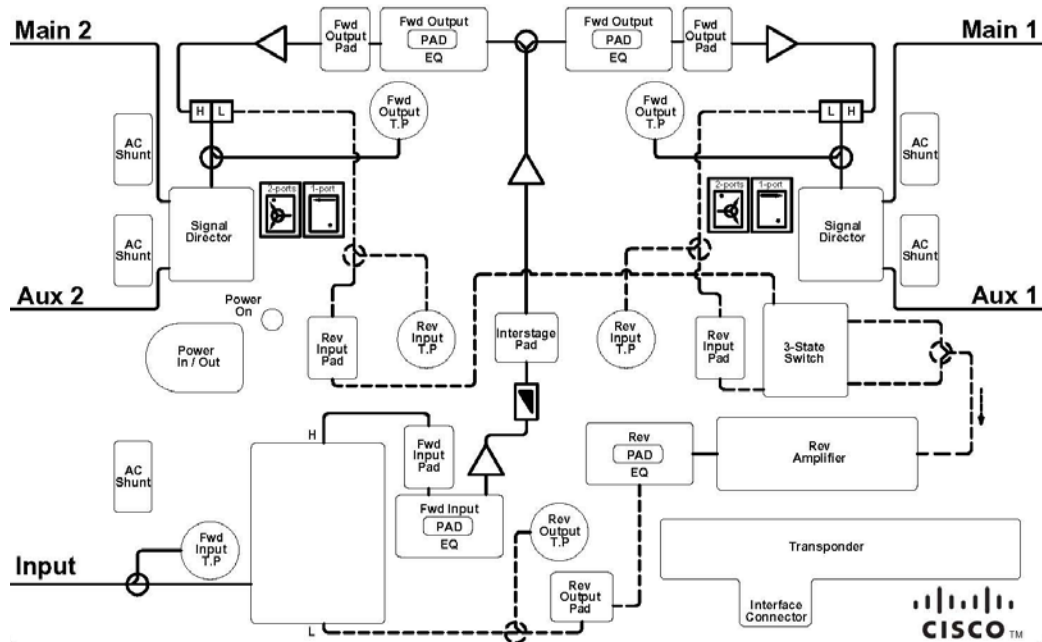 Main 2
Fwd
Output
Pad
Fwd Output
PAD
EQ
Fwd Output
PAD
EQ
Fwd
Output
Pad
Main 1
H
L
Fwd
Output
T.P
Fwd
Output
T.P
L
H
AC
Shunt
AC
Shunt
2-ports
1-port
2-ports
1-port
Signal
Director
Signal
Director
AC
Shunt
AC
Shunt
Aux 2
Aux 1
Power
On
Power
In / Out
Rev
Input
Pad
Rev
Input
T.P
Interstage
Pad
Rev
Input
T.P
Rev
Input
Pad
3-State
Switch
H
AC
Shunt
Fwd
Input
Pad
Rev
PAD
EQ
Rev
Amplifier
Fwd Input
PAD
EQ
Rev
Output
T.P
Fwd
Input
T.P
Input
Transponder
Rev
Output
Pad
Interface
Connector
L
CISCO TM